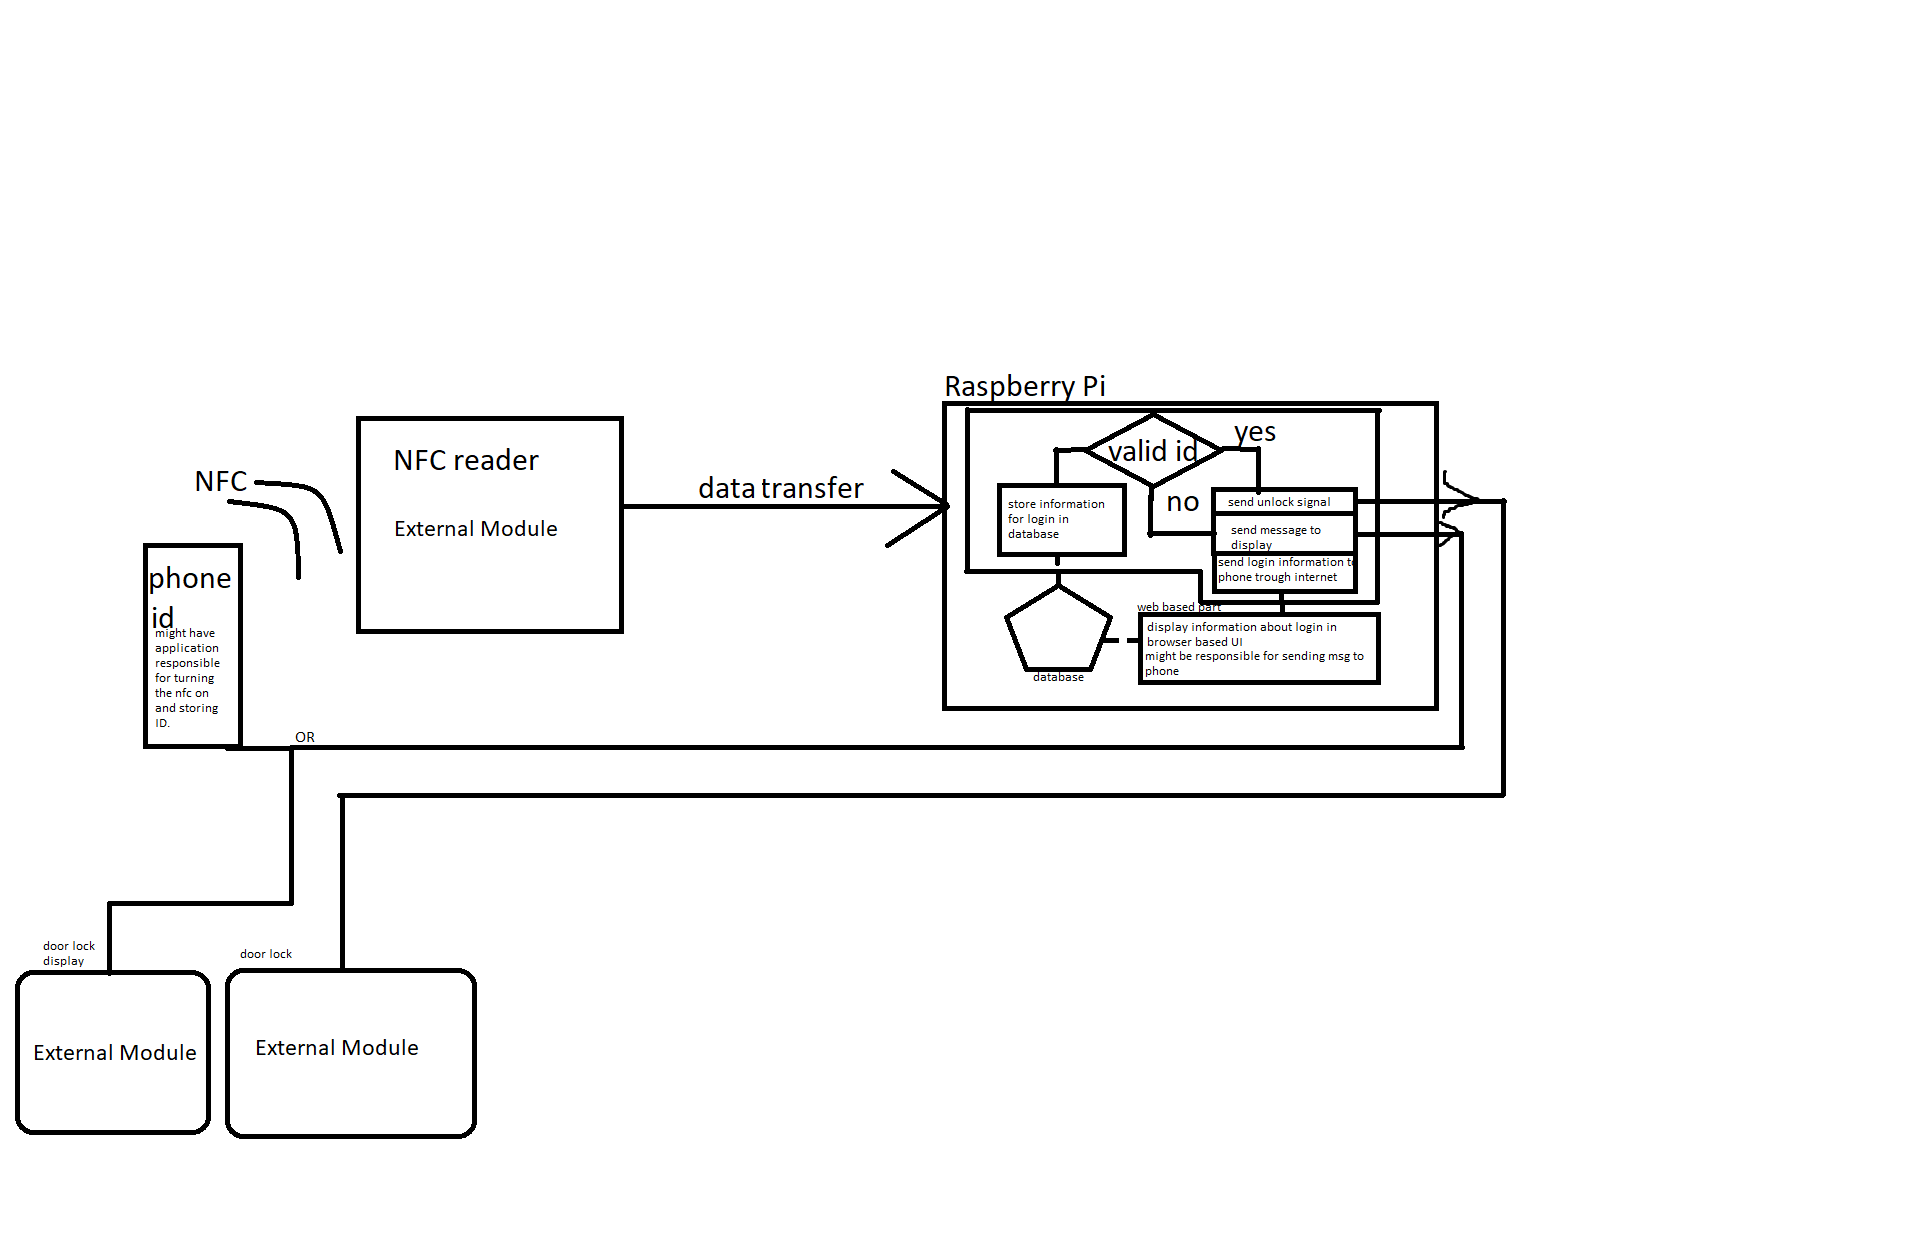 Raspberry Pi
valid id
yes
no
store information
for login in
database
send unlock signal
send message to
display
send login information to
phone trough internet
web based part
display information about login in
browser based UI
might be responsible for sending msg to
phone
database
data transfer
NFC reader
External Module
NFC
phone
id
might have
application
responsible
for turning
the nfc on
and storing
ID.
OR
door lock
display
External Module
door lock
External Module